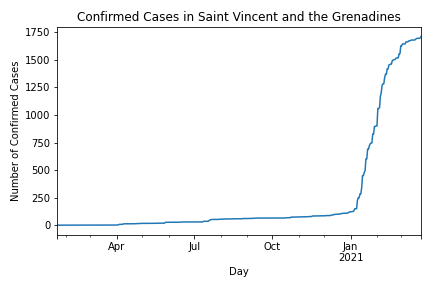 Confirmed Cases in Saint Vincent and the Grenadines
Number of Confirmed Cases
1750
1500
1250
1000
750
500
250
0
Apr
Jul
Oct
Jan
2021
Day